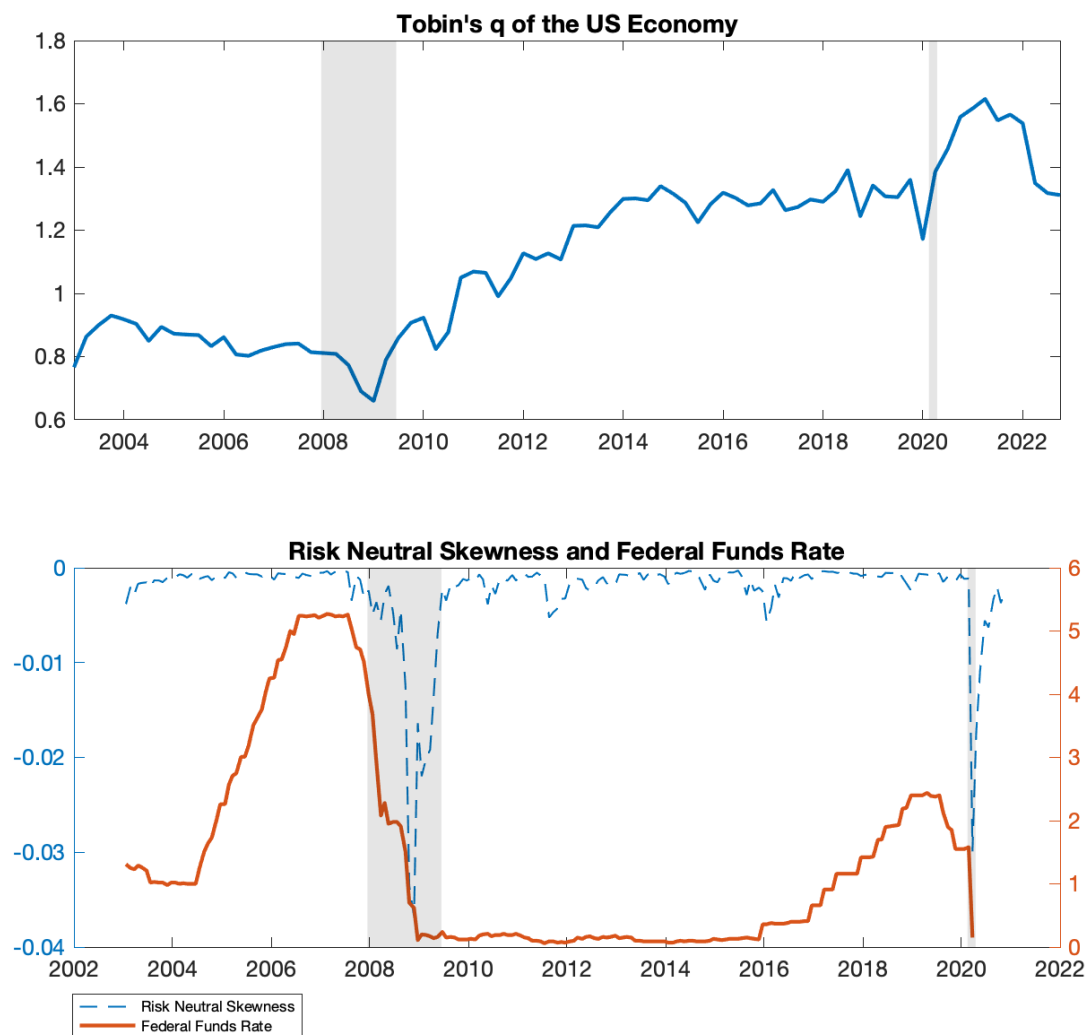 Tobin's q of the US Economy
1.8
1.6
1.4
1.2
1
0.8
0.6
2004 2006 2008 2010 2012 2014 2016 2018 2020 2022
Risk Neutral Skewness and Federal Funds Rate
0 6
5
-0.01
4
-0.02 3
2
-0.03
1
-0.04 0
2002 2004 2006 2008 2010 2012 2014 2016 2018 2020 2022
Risk Neutral Skewness
Federal Funds Rate